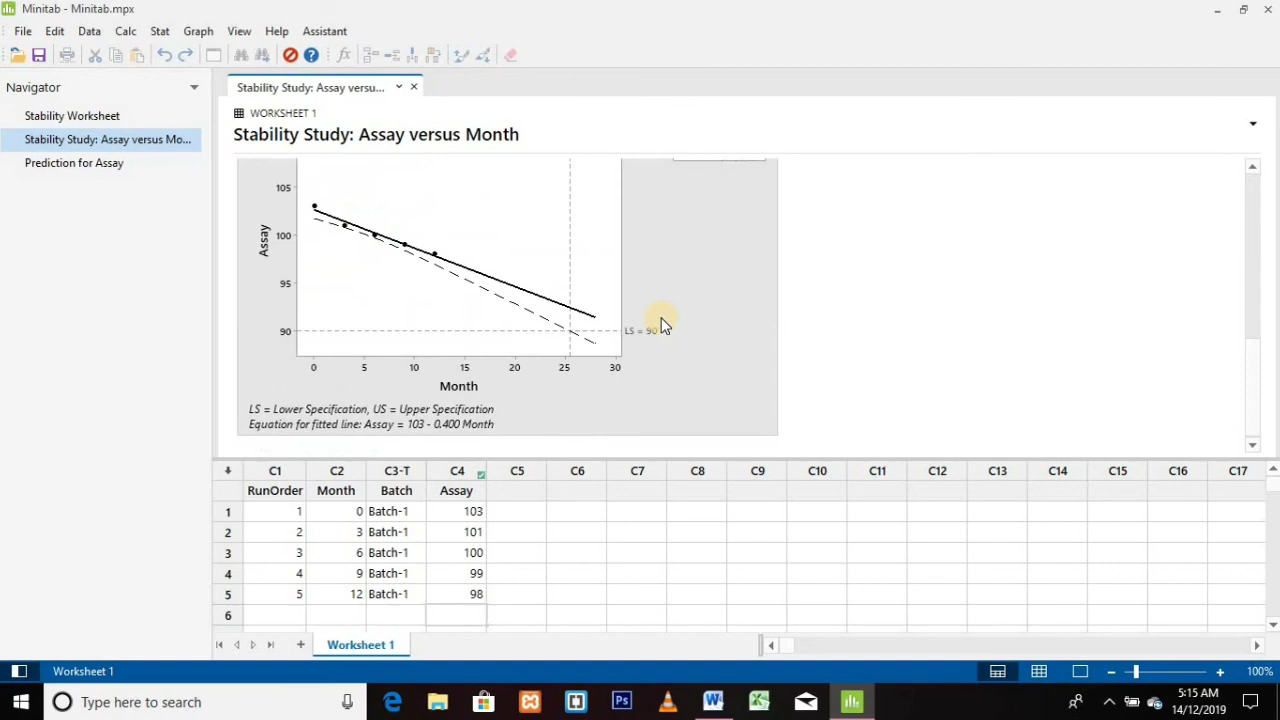 Minitab - Minitab.mpx
File Edit Data Calc Stat Graph View Help Assistant
Navigator
Stability Worksheet
Stability Study: Assay versus Mo...
Prediction for Assay
Stability Study: Assay versu...
WORKSHEET 1
Stability Study: Assay versus Month
105
100
95
90
Assay
LS = 90
0 5 10 15 20 25 30
Month
LS = Lower Specification, US = Upper Specification
Equation for fitted line: Assay = 103 - 0.400 Month
C1 C2 C3-T C4 C5 C6 C7 C8 C9 C10 C11 C12 C13 C14 C15 C16 C17
RunOrder Month Batch Assay
1 1 0 Batch-1 103
2 2 3 Batch-1 101
3 3 6 Batch-1 100
4 4 9 Batch-1 99
5 5 12 Batch-1 98
6
Worksheet 1
Worksheet 1
100%
Type here to search
Ps
5:15 AM
14/12/2019